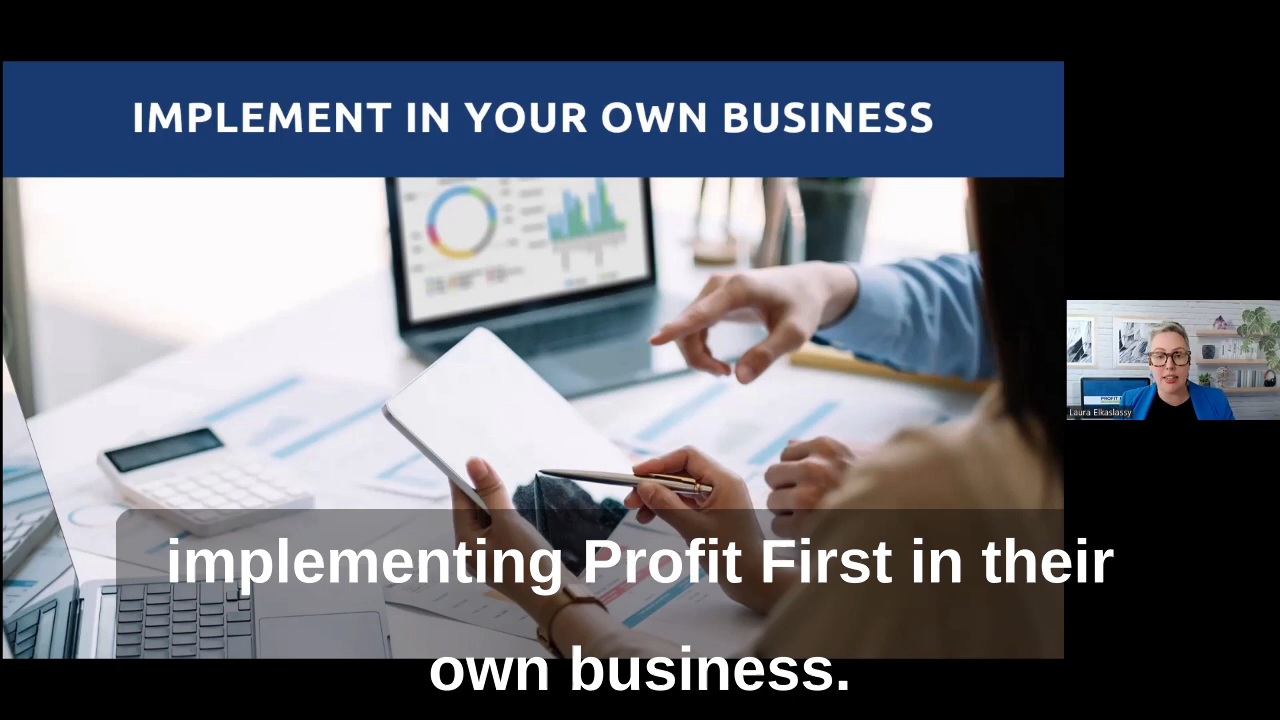 IMPLEMENT IN YOUR OWN BUSINESS
Laura Elkaslassy
implementing Profit First in their
own business.